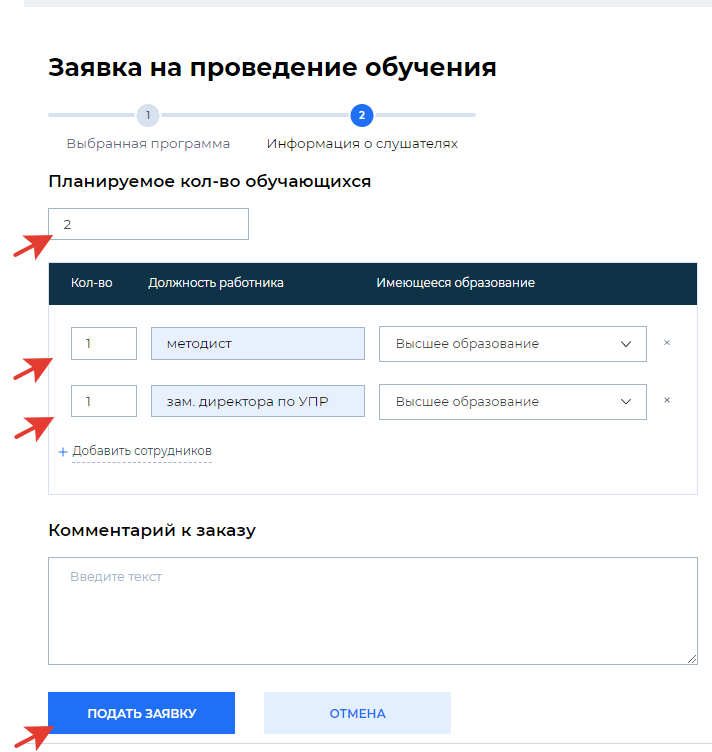 Заявка на проведение обучения
1 2
Выбранная программа Информация о слушателях
Планируемое кол-во обучающихся
2
Кол-во Должность работника Имеющееся образование
1 методист Высшее образование ×
1 зам. директора по УПР Высшее образование ×
+ Добавить сотрудников
Комментарий к заказу
Введите текст
ПОДАТЬ ЗАЯВКУ ОТМЕНА